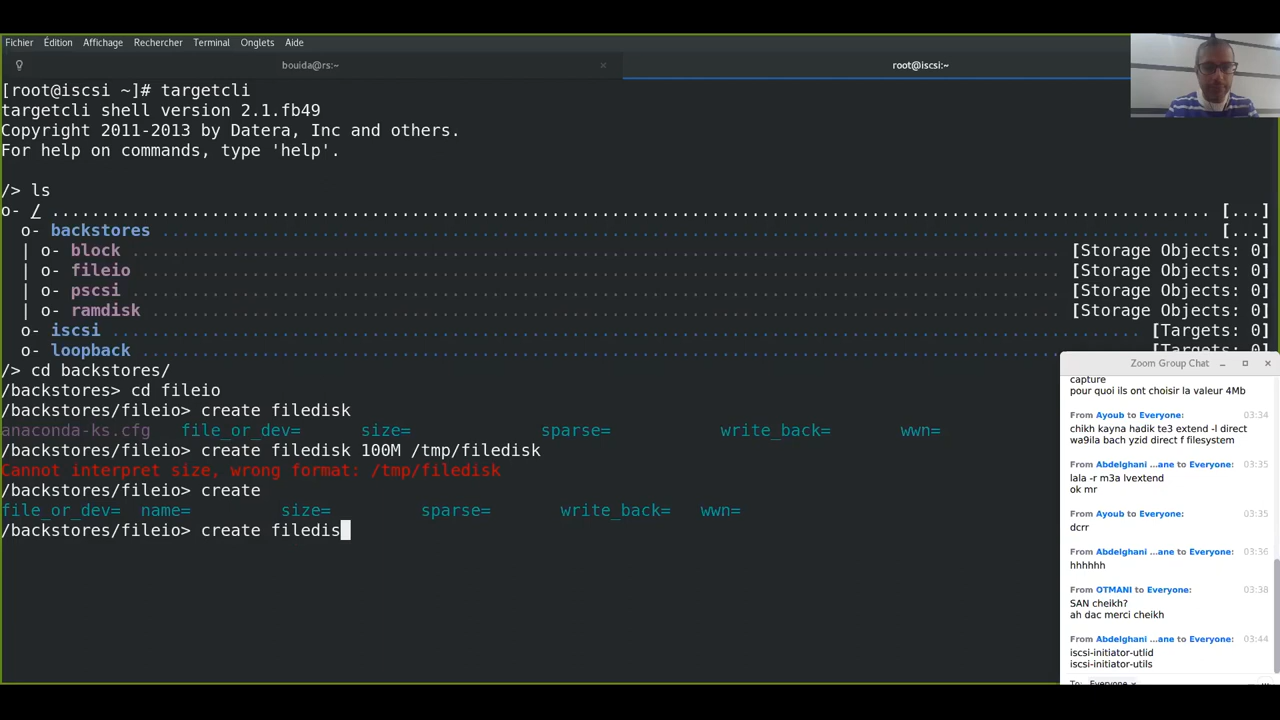 Fichier Édition Affichage Rechercher Terminal Onglets Aide
bouida@rs:~ × root@iscsi:~
[root@iscsi ~]# targetcli
targetcli shell version 2.1.fb49
Copyright 2011-2013 by Datera, Inc and others.
For help on commands, type 'help'.
/> ls
o- / ................................................................ [...]
o- backstores ................................................................ [...]
| o- block ................................................................ [Storage Objects: 0]
| o- fileio ................................................................ [Storage Objects: 0]
| o- pscsi ................................................................ [Storage Objects: 0]
| o- ramdisk ................................................................ [Storage Objects: 0]
o- iscsi ................................................................ [Targets: 0]
o- loopback ................................................................ [Targets: 0]
/> cd backstores/
/backstores> cd fileio
/backstores/fileio> create filedisk
anaconda-ks.cfg file_or_dev= size= sparse= write_back= wwn=
/backstores/fileio> create filedisk 100M /tmp/filedisk
Cannot interpret size, wrong format: /tmp/filedisk
/backstores/fileio> create
file_or_dev= name= size= sparse= write_back= wwn=
/backstores/fileio> create filedis
Zoom Group Chat
capture
pour quoi ils ont choisir la valeur 4Mb
From Ayoub to Everyone: 03:34
chikh kayna hadik te3 extend -l direct
wa9ila bach yzid direct f filesystem
From Abdelghani ...ane to Everyone: 03:35
lala -r m3a lvextend
ok mr
From Ayoub to Everyone: 03:35
dcrr
From Abdelghani ...ane to Everyone: 03:36
hhhhhh
From OTMANI to Everyone: 03:38
SAN cheikh?
ah dac merci cheikh
From Abdelghani ...ane to Everyone: 03:44
iscsi-initiator-utlid
iscsi-initiator-utils
To: Everyone